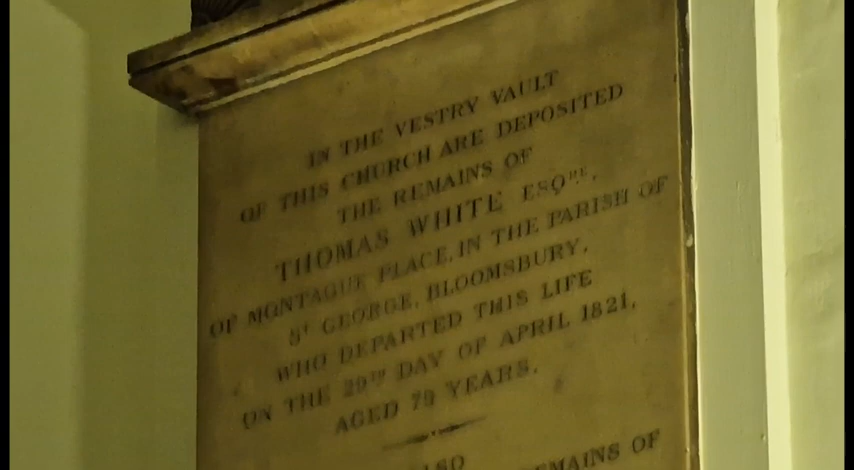 IN THE VESTRY VAULT
OF THIS CHURCH ARE DEPOSITED
THE REMAINS OF
THOMAS WHITE ESQRE.
OF MONTAGUE PLACE, IN THE PARISH OF
ST GEORGE, BLOOMSBURY,
WHO DEPARTED THIS LIFE
ON THE 29TH DAY OF APRIL 1821,
AGED 79 YEARS.
ALSO
REMAINS OF